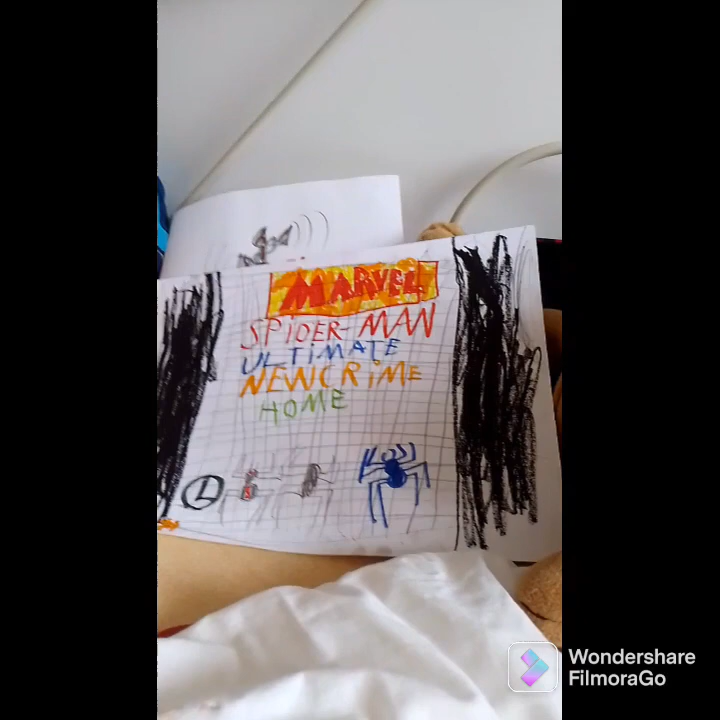 MARVEL
SPiDER-MAN
ULTiMATE
NEWCRiME
HOME
L
Wondershare
FilmoraGo